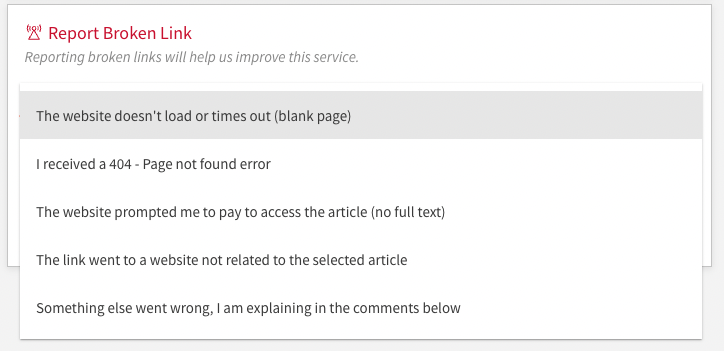 Report Broken Link
Reporting broken links will help us improve this service.
The website doesn't load or times out (blank page)
I received a 404 - Page not found error
The website prompted me to pay to access the article (no full text)
The link went to a website not related to the selected article
Something else went wrong, I am explaining in the comments below